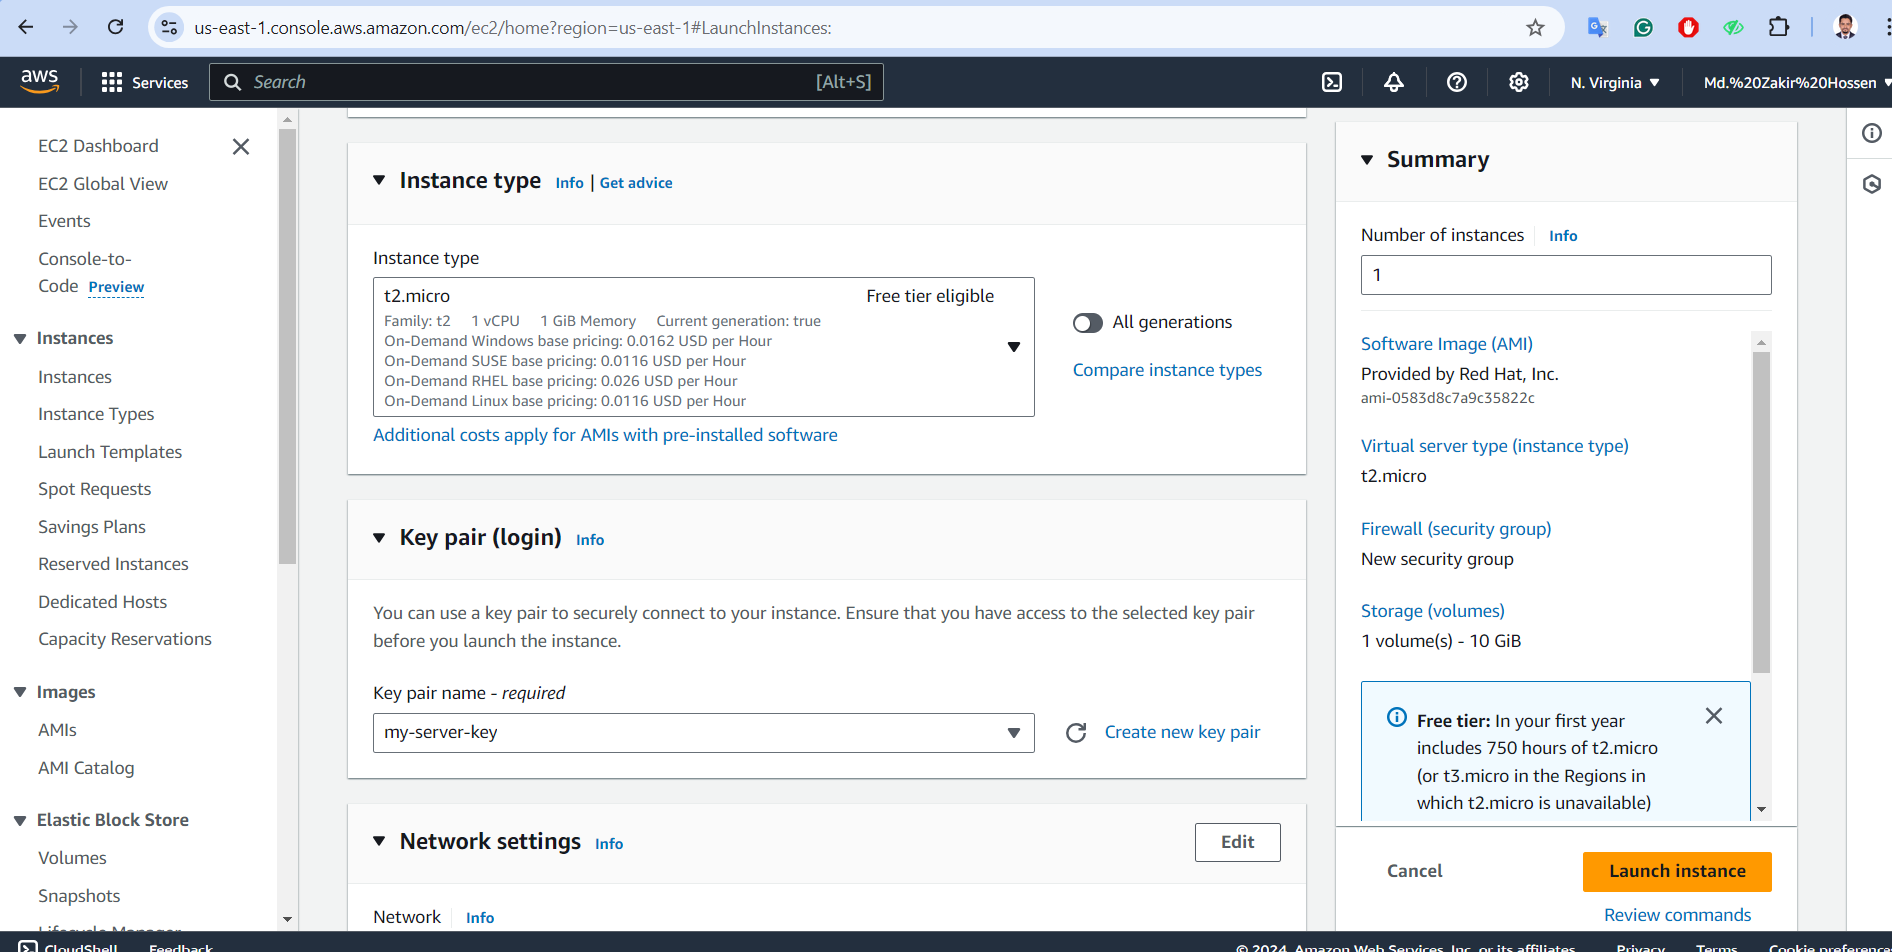 us-east-1.console.aws.amazon.com/ec2/home?region=us-east-1#LaunchInstances:
aws
Services
Search
[Alt+S]
N. Virginia
Md.%20Zakir%20Hossen
EC2 Dashboard
EC2 Global View
Events
Console-to-
Code Preview
Instances
Instances
Instance Types
Launch Templates
Spot Requests
Savings Plans
Reserved Instances
Dedicated Hosts
Capacity Reservations
Images
AMIs
AMI Catalog
Elastic Block Store
Volumes
Snapshots
Lifecycle Manager
Instance type Info | Get advice
Instance type
t2.micro Free tier eligible
Family: t2 1 vCPU 1 GiB Memory Current generation: true
On-Demand Windows base pricing: 0.0162 USD per Hour
On-Demand SUSE base pricing: 0.0116 USD per Hour
On-Demand RHEL base pricing: 0.026 USD per Hour
On-Demand Linux base pricing: 0.0116 USD per Hour
All generations
Compare instance types
Additional costs apply for AMIs with pre-installed software
Key pair (login) Info
You can use a key pair to securely connect to your instance. Ensure that you have access to the selected key pair
before you launch the instance.
Key pair name - required
my-server-key
Create new key pair
Network settings Info
Edit
Network Info
Summary
Number of instances Info
1
Software Image (AMI)
Provided by Red Hat, Inc.
ami-0583d8c7a9c35822c
Virtual server type (instance type)
t2.micro
Firewall (security group)
New security group
Storage (volumes)
1 volume(s) - 10 GiB
Free tier: In your first year
includes 750 hours of t2.micro
(or t3.micro in the Regions in
which t2.micro is unavailable)
Cancel
Launch instance
Review commands
CloudShell Feedback
© 2024, Amazon Web Services, Inc. or its affiliates. Privacy Terms Cookie preferences